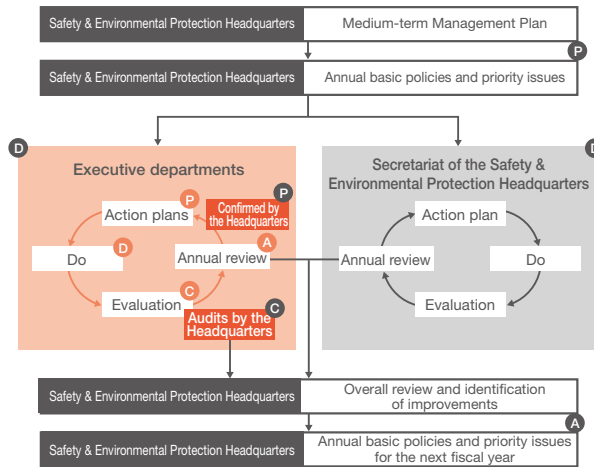 Safety & Environmental Protection Headquarters
Medium-term Management Plan
P
Safety & Environmental Protection Headquarters
Annual basic policies and priority issues
D
Executive departments
P
Action plans
P
Confirmed by
the Headquarters
D
Do
A
Annual review
C
Evaluation
C
Audits by the
Headquarters
Secretariat of the Safety &
Environmental Protection Headquarters
Action plan
Annual review
Do
Evaluation
Safety & Environmental Protection Headquarters
Overall review and identification
of improvements
A
Safety & Environmental Protection Headquarters
Annual basic policies and priority issues
for the next fiscal year